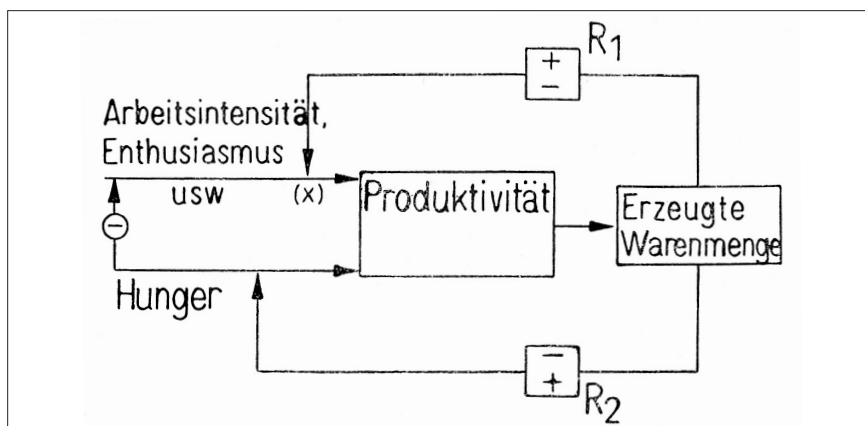 R1
+
−
Arbeitsintensität,
Enthusiasmus
usw (x)
Produktivität
Erzeugte
Warenmenge
−
Hunger
−
+
R2